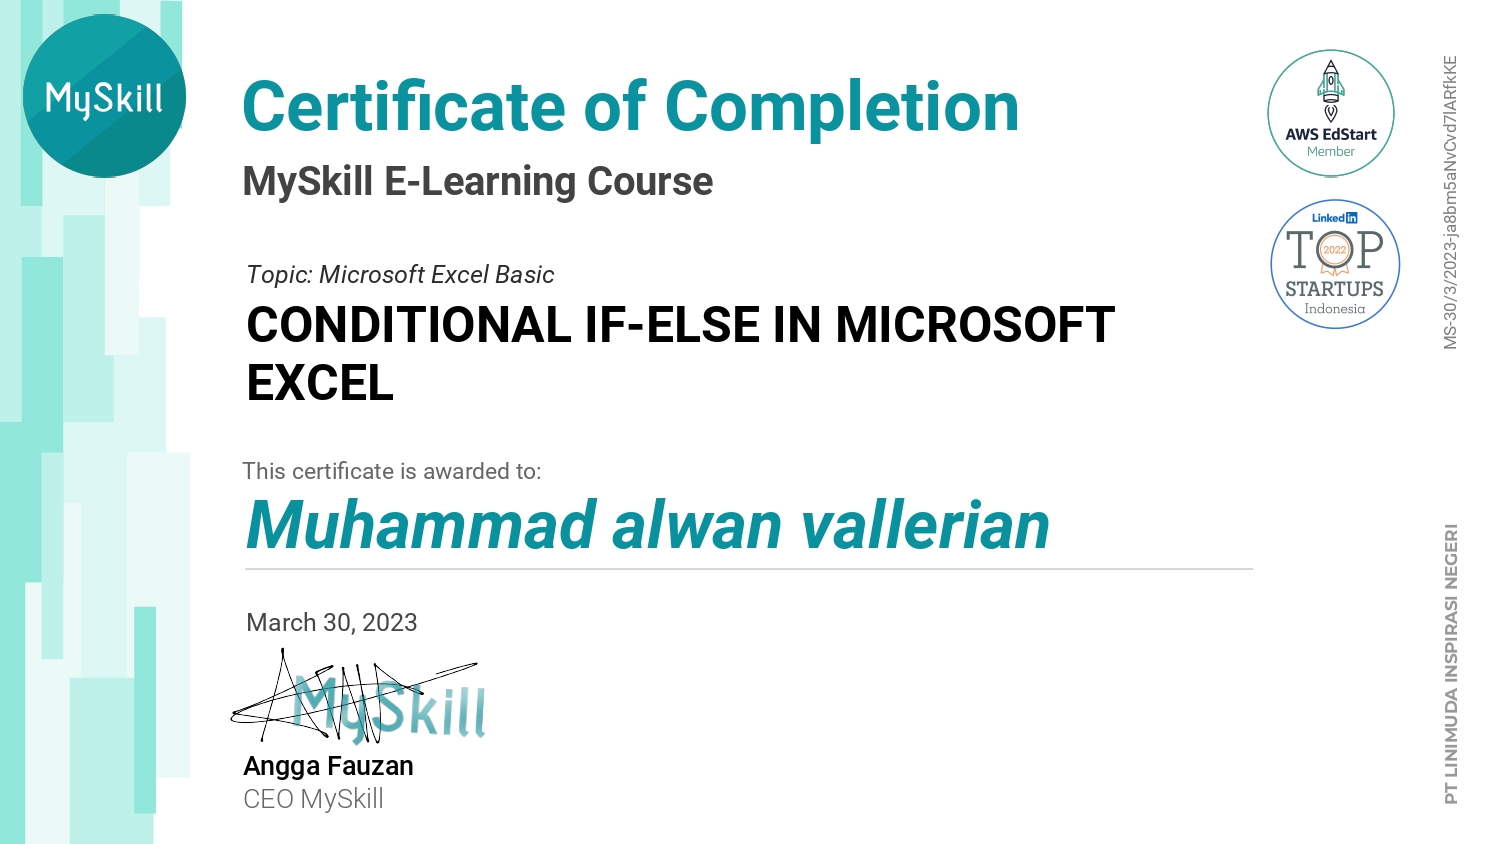 MySkill
Certificate of Completion
MySkill E-Learning Course
Topic: Microsoft Excel Basic
CONDITIONAL IF-ELSE IN MICROSOFT
EXCEL
This certificate is awarded to:
Muhammad alwan vallerian
March 30, 2023
MySkill
Angga Fauzan
CEO MySkill
AWS EdStart
Member
Linked in
TOP
2022
STARTUPS
Indonesia
MS-30/3/2023-ja8bm5aNvCvd7lARfkKE
PT LINIMUDA INSPIRASI NEGERI